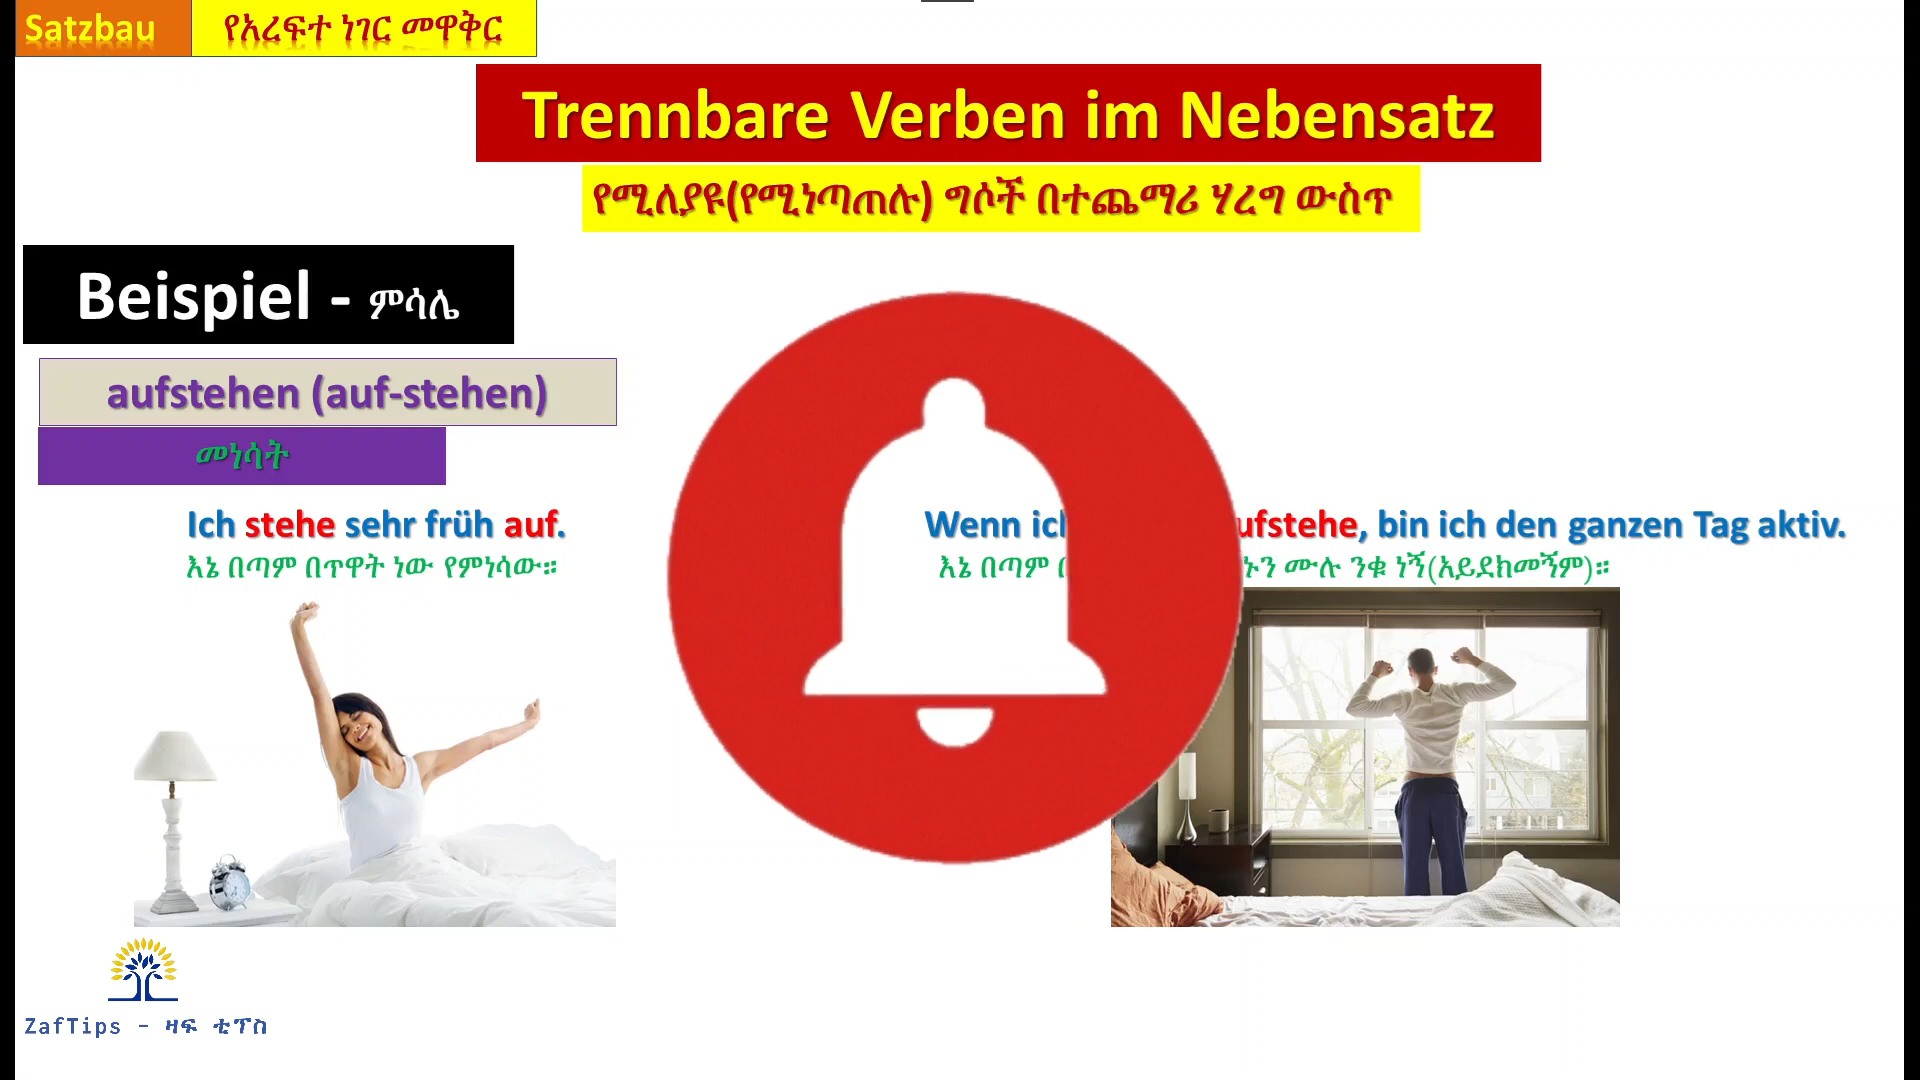 Satzbau
የአረፍተ ነገር መዋቅር
Trennbare Verben im Nebensatz
የሚለያዩ(የሚነጣጠሉ) ግሶች በተጨማሪ ሃረግ ውስጥ
Beispiel - ምሳሌ
aufstehen (auf-stehen)
መነሳት
Ich stehe sehr früh auf.
እኔ በጣም በጥዋት ነው የምነሳው።
Wenn ich ufstehe, bin ich den ganzen Tag aktiv.
እኔ በጣም ሙሉ ንቁ ነኝ(አይደክመኝም)።
ZafTips - ዛፍ ቲፕስ